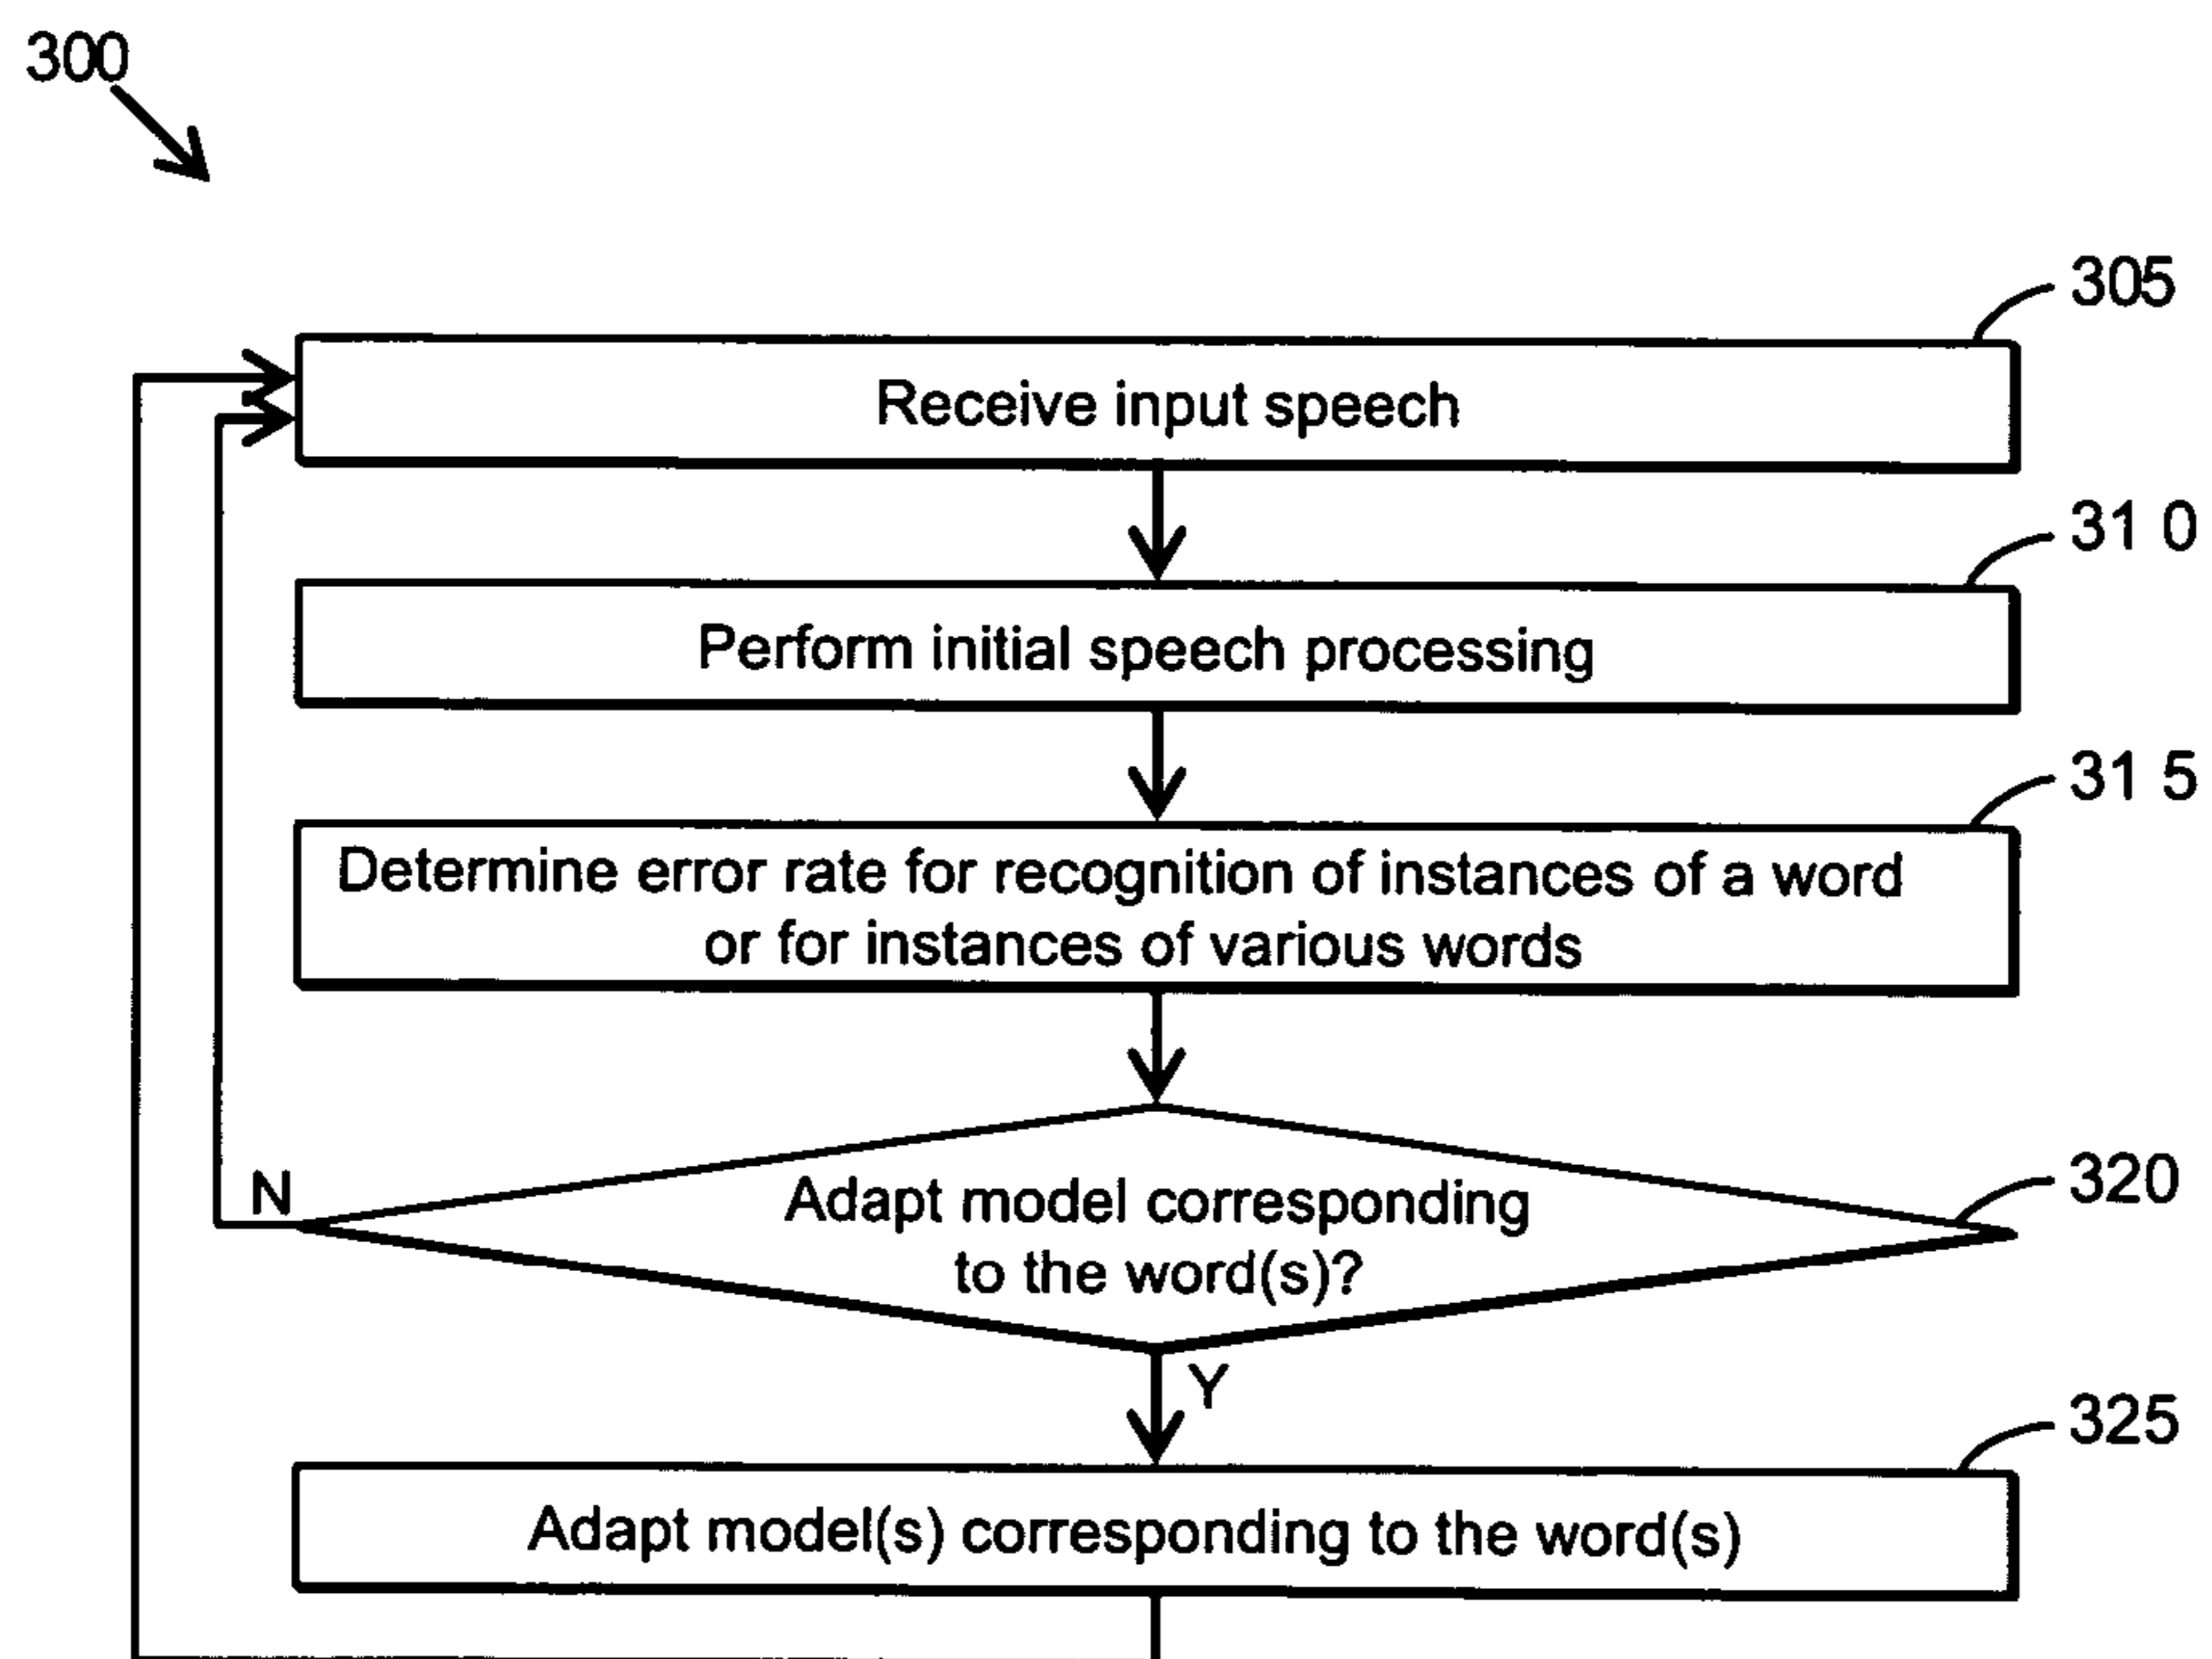 300
305
Receive input speech
31 0
Perform initial speech processing
31 5
Determine error rate for recognition of instances of a word
or for instances of various words
320
N
Adapt model corresponding
to the word(s)?
Y
325
Adapt model(s) corresponding to the word(s)